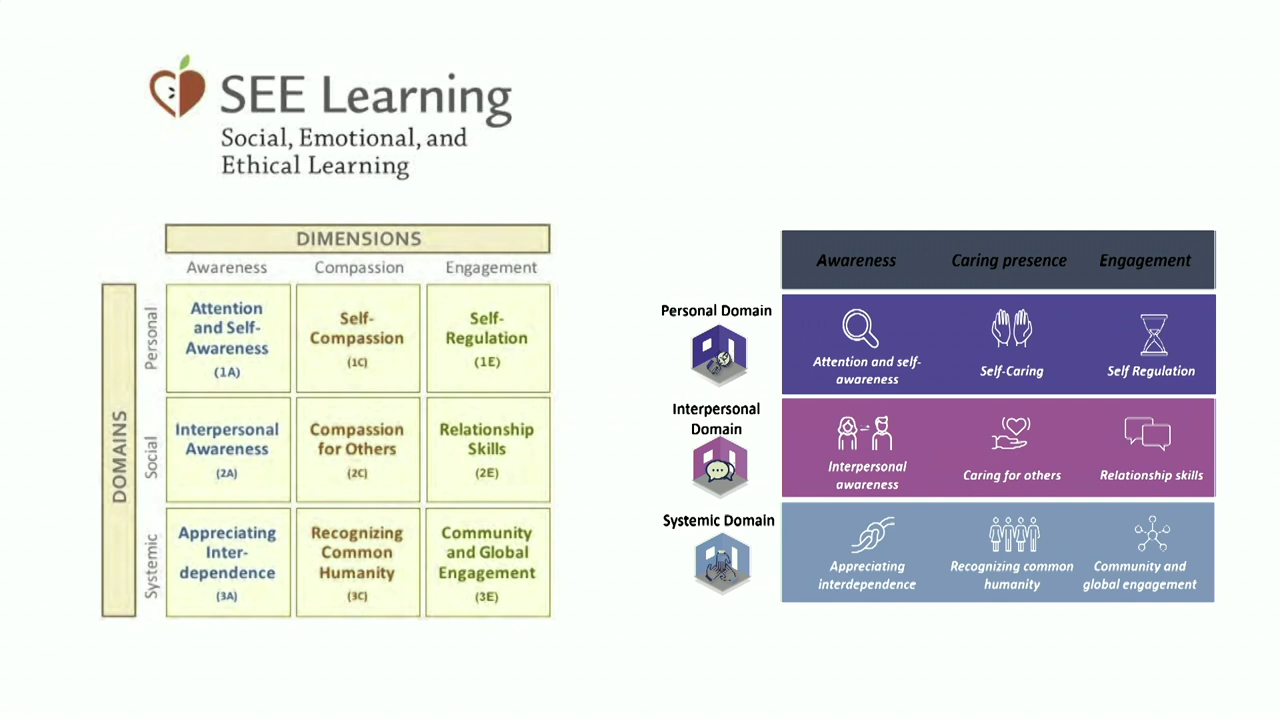 SEE Learning
Social, Emotional, and
Ethical Learning
DIMENSIONS
Awareness Compassion Engagement
DOMAINS
Personal
Attention
and Self-
Awareness
(1A)
Self-
Compassion
(1C)
Self-
Regulation
(1E)
Social
Interpersonal
Awareness
(2A)
Compassion
for Others
(2C)
Relationship
Skills
(2E)
Systemic
Appreciating
Inter-
dependence
(3A)
Recognizing
Common
Humanity
(3C)
Community
and Global
Engagement
(3E)
Awareness Caring presence Engagement
Personal Domain
Attention and self-
awareness
Self-Caring
Self Regulation
Interpersonal
Domain
Interpersonal
awareness
Caring for others
Relationship skills
Systemic Domain
Appreciating
interdependence
Recognizing common
humanity
Community and
global engagement